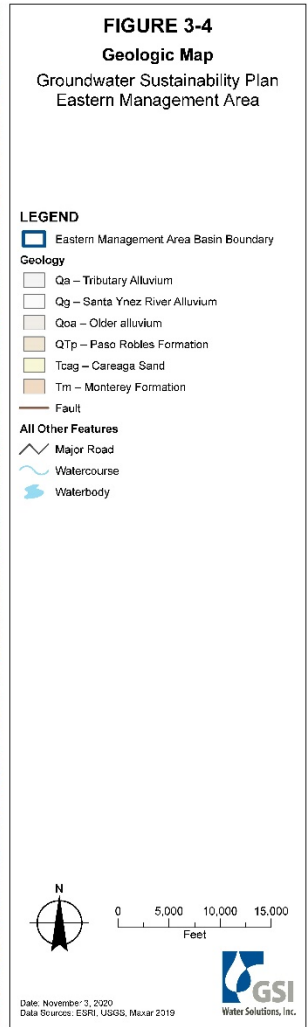 FIGURE 3-4
Geologic Map
Groundwater Sustainability Plan
Eastern Management Area
LEGEND
Eastern Management Area Basin Boundary
Geology
Qa – Tributary Alluvium
Qg – Santa Ynez River Alluvium
Qoa – Older alluvium
QTp – Paso Robles Formation
Tcag – Careaga Sand
Tm – Monterey Formation
Fault
All Other Features
Major Road
Watercourse
Waterbody
N
0 5,000 10,000 15,000
Feet
Date: November 3, 2020
Data Sources: ESRI, USGS, Maxar 2019
GSI
Water Solutions, Inc.